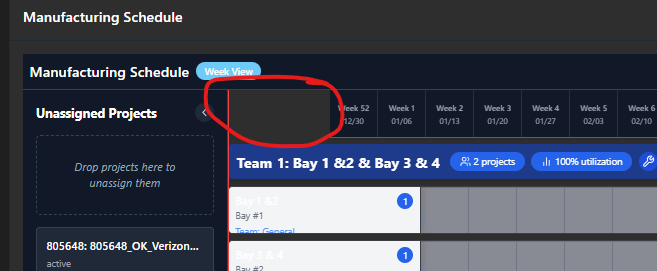 Manufacturing Schedule
Manufacturing Schedule Week View
Unassigned Projects
Week 52 Week 1 Week 2 Week 3 Week 4 Week 5 Week 6
12/30 01/06 01/13 01/20 01/27 02/03 02/10
Drop projects here to
unassign them
Team 1: Bay 1 &2 & Bay 3 & 4 2 projects 100% utilization
Bay 1 &2 1
Bay #1
Team: General
805648: 805648_OK_Verizon...
active
Bay 3 & 4 1
Bay #2